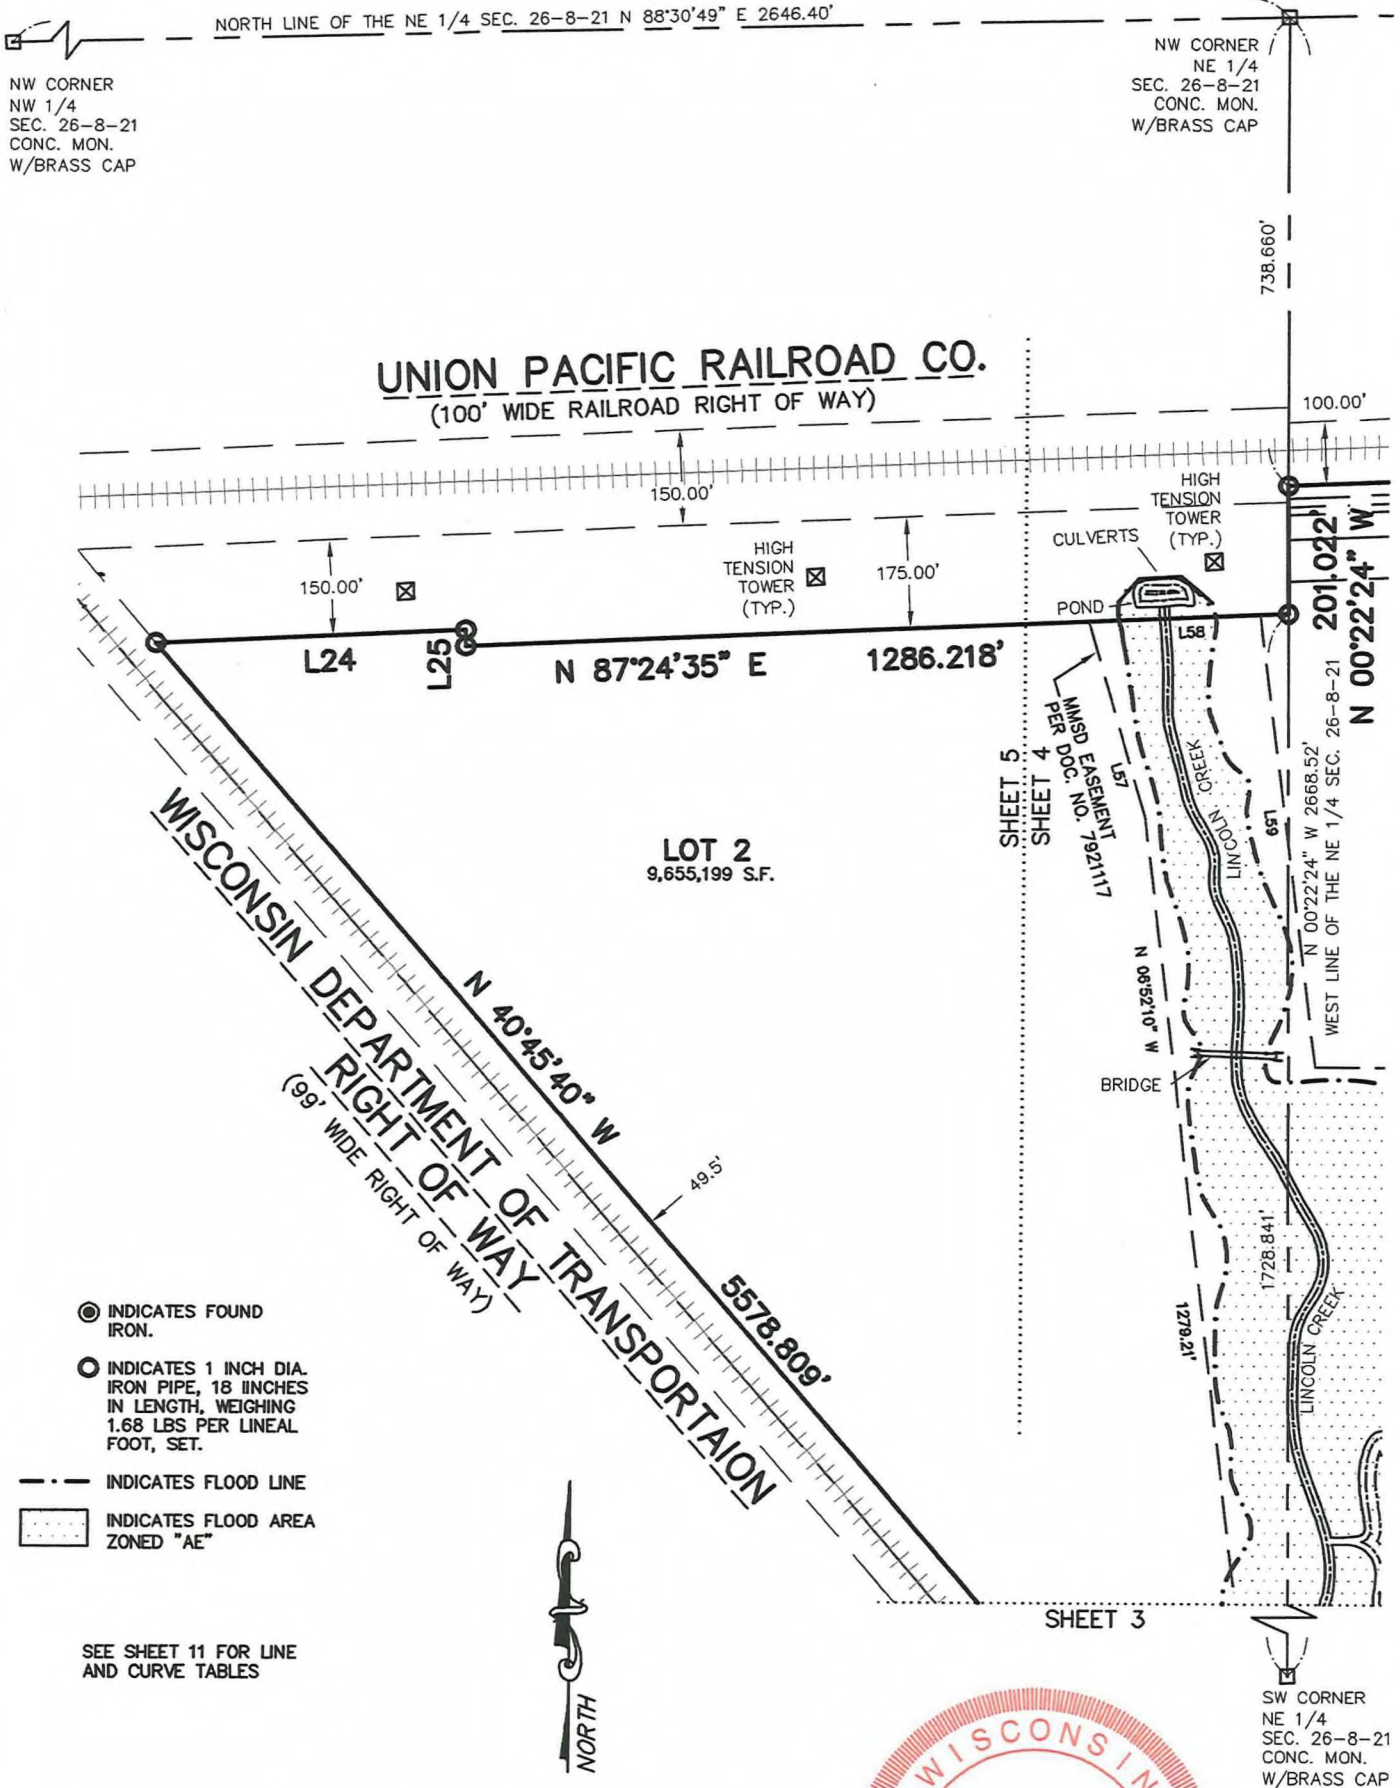 NORTH LINE OF THE NE 1/4 SEC. 26-8-21 N 88°30'49" E 2646.40'
NW CORNER
NW 1/4
SEC. 26-8-21
CONC. MON.
W/BRASS CAP
NW CORNER
NE 1/4
SEC. 26-8-21
CONC. MON.
W/BRASS CAP
738.660'
UNION PACIFIC RAILROAD CO.
(100' WIDE RAILROAD RIGHT OF WAY)
100.00'
150.00'
HIGH
TENSION
TOWER
(TYP.)
CULVERTS
HIGH
TENSION
TOWER
(TYP.)
150.00'
175.00'
POND
L58
L24
L25
N 87°24'35" E
1286.218'
201.022'
N 00°22'24" W
MMSD EASEMENT
PER DOC. NO. 7921117
L57
LINCOLN CREEK
L59
SHEET 5
SHEET 4
N 00°22'24" W 2668.52'
WEST LINE OF THE NE 1/4 SEC. 26-8-21
LOT 2
9,655,199 S.F.
WISCONSIN DEPARTMENT OF TRANSPORTAION
RIGHT OF WAY
(99' WIDE RIGHT OF WAY)
N 40°45'40" W
5578.809'
49.5'
N 06°52'10" W
1279.21'
BRIDGE
1728.841'
LINCOLN CREEK
INDICATES FOUND
IRON.
INDICATES 1 INCH DIA.
IRON PIPE, 18 IINCHES
IN LENGTH, WEIGHING
1.68 LBS PER LINEAL
FOOT, SET.
INDICATES FLOOD LINE
INDICATES FLOOD AREA
ZONED "AE"
SEE SHEET 11 FOR LINE
AND CURVE TABLES
NORTH
SHEET 3
SW CORNER
NE 1/4
SEC. 26-8-21
CONC. MON.
W/BRASS CAP
WISCONSIN